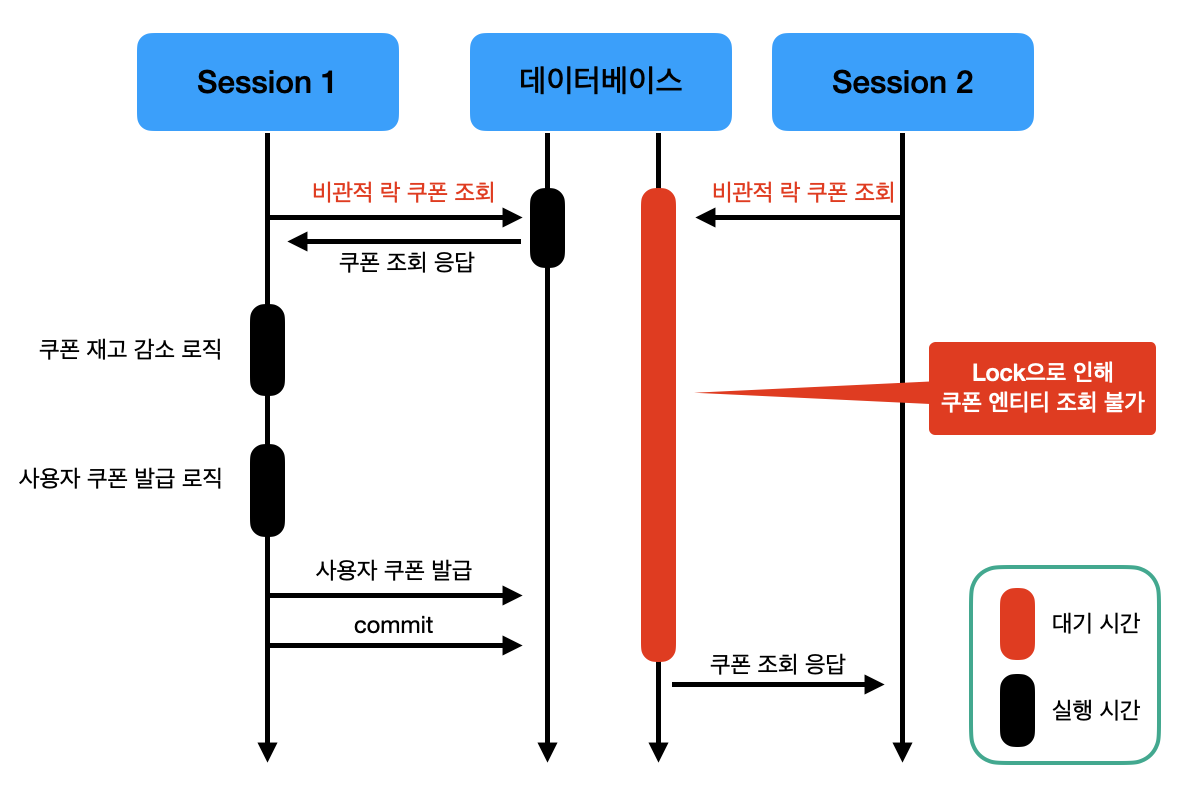 Session 1
데이터베이스
Session 2
비관적 락 쿠폰 조회
비관적 락 쿠폰 조회
쿠폰 조회 응답
쿠폰 재고 감소 로직
Lock으로 인해
쿠폰 엔티티 조회 불가
사용자 쿠폰 발급 로직
사용자 쿠폰 발급
commit
쿠폰 조회 응답
대기 시간
실행 시간